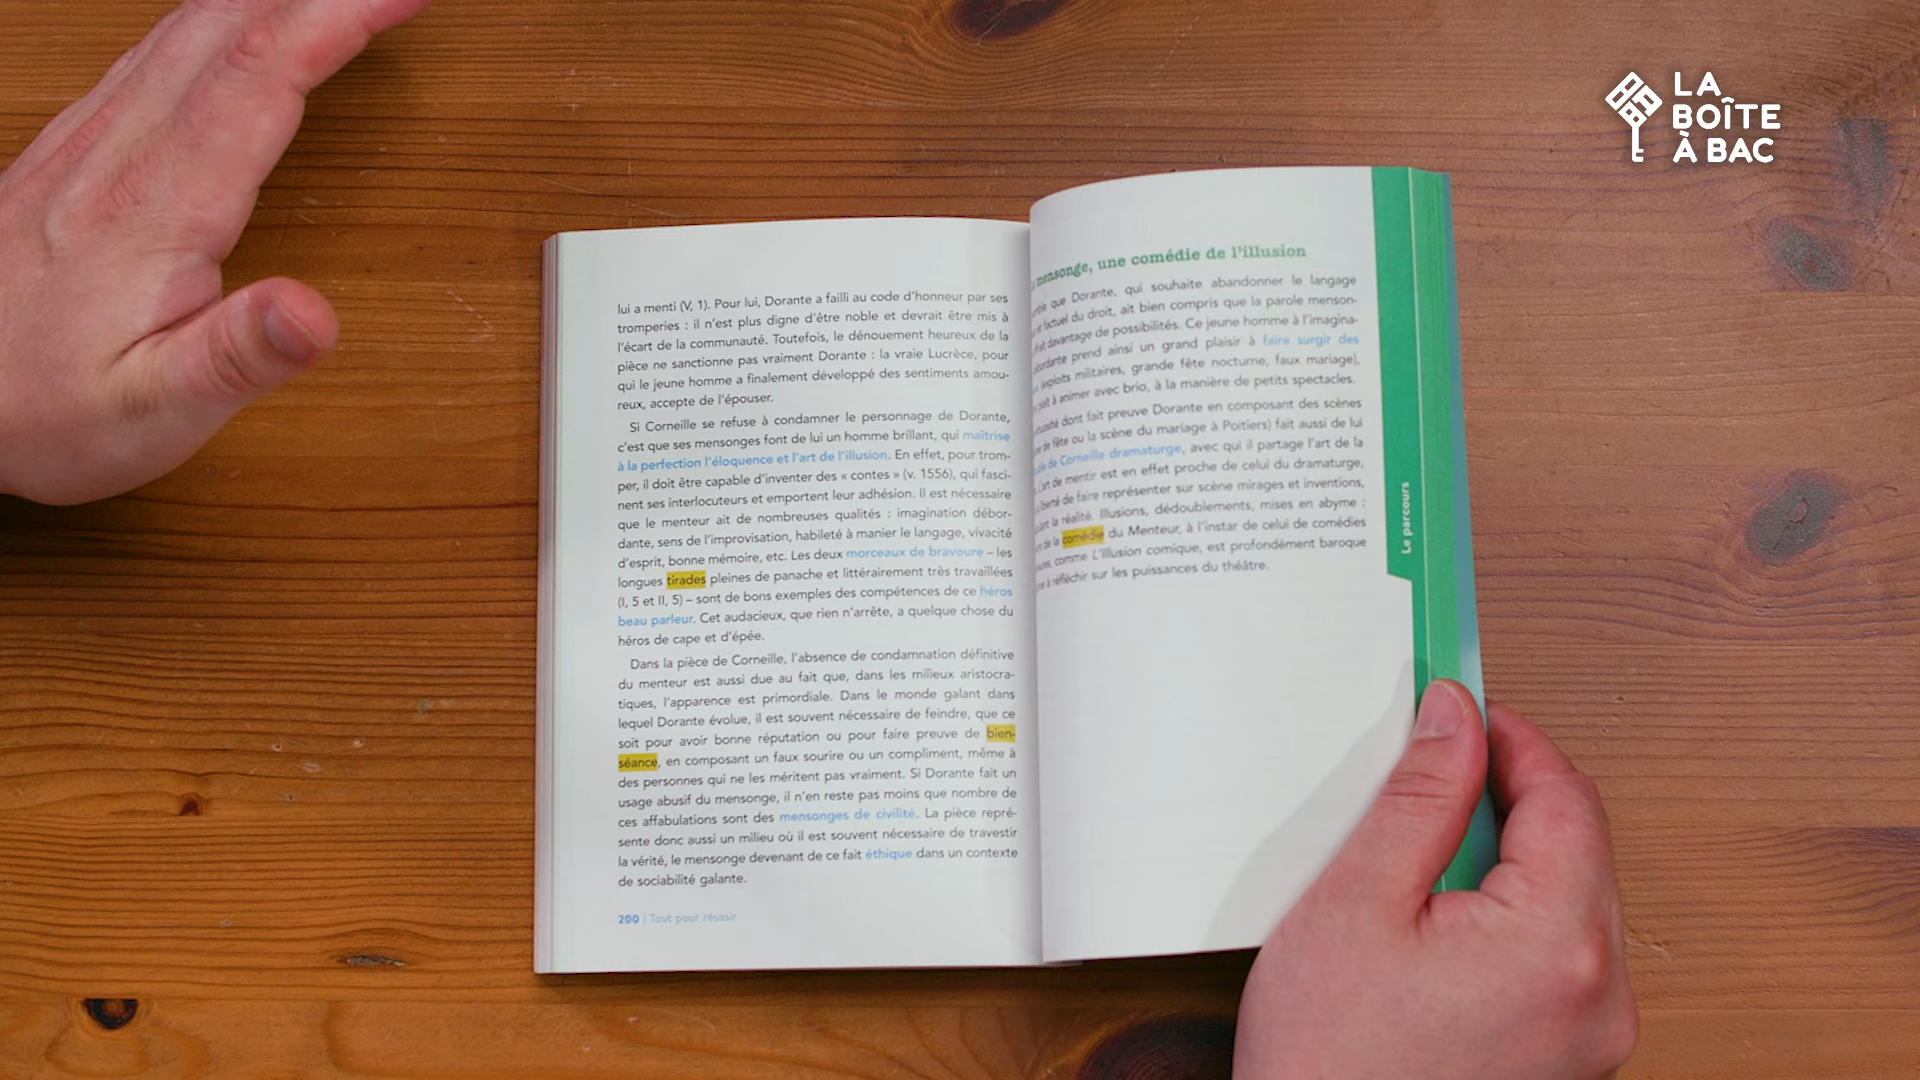 LA
BOÎTE
À BAC
lui a menti (V, 1). Pour lui, Dorante a failli au code d'honneur par ses
tromperies : il n'est plus digne d'être noble et devrait être mis à
l'écart de la communauté. Toutefois, le dénouement heureux de la
pièce ne sanctionne pas vraiment Dorante : la vraie Lucrèce, pour
qui le jeune homme a finalement développé des sentiments amou-
reux, accepte de l'épouser.
Si Corneille se refuse à condamner le personnage de Dorante,
c'est que ses mensonges font de lui un homme brillant, qui maîtrise
à la perfection l'éloquence et l'art de l'illusion. En effet, pour trom-
per, il doit être capable d'inventer des « contes » (v. 1556), qui fasci-
nent ses interlocuteurs et emportent leur adhésion. Il est nécessaire
que le menteur ait de nombreuses qualités : imagination débor-
dante, sens de l'improvisation, habileté à manier le langage, vivacité
d'esprit, bonne mémoire, etc. Les deux morceaux de bravoure – les
longues tirades pleines de panache et littérairement très travaillées
(I, 5 et II, 5) – sont de bons exemples des compétences de ce héros
beau parleur. Cet audacieux, que rien n'arrête, a quelque chose du
héros de cape et d'épée.
Dans la pièce de Corneille, l'absence de condamnation définitive
du menteur est aussi due au fait que, dans les milieux aristocra-
tiques, l'apparence est primordiale. Dans le monde galant dans
lequel Dorante évolue, il est souvent nécessaire de feindre, que ce
soit pour avoir bonne réputation ou pour faire preuve de bien-
séance, en composant un faux sourire ou un compliment, même à
des personnes qui ne les méritent pas vraiment. Si Dorante fait un
usage abusif du mensonge, il n'en reste pas moins que nombre de
ces affabulations sont des mensonges de civilité. La pièce repré-
sente donc aussi un milieu où il est souvent nécessaire de travestir
la vérité, le mensonge devenant de ce fait éthique dans un contexte
de sociabilité galante.
200 | Tout pour réussir
mensonge, une comédie de l'illusion
que Dorante, qui souhaite abandonner le langage
et factuel du droit, ait bien compris que la parole menson-
davantage de possibilités. Ce jeune homme à l'imagina-
prend ainsi un grand plaisir à faire surgir des
exploits militaires, grande fête nocturne, faux mariage),
plaît à animer avec brio, à la manière de petits spectacles.
dont fait preuve Dorante en composant des scènes
de fête ou la scène du mariage à Poitiers) fait aussi de lui
de Corneille dramaturge, avec qui il partage l'art de la
L'art de mentir est en effet proche de celui du dramaturge,
liberté de faire représenter sur scène mirages et inventions,
la réalité. Illusions, dédoublements, mises en abyme :
de la comédie du Menteur, à l'instar de celui de comédies
comme L'Illusion comique, est profondément baroque
à réfléchir sur les puissances du théâtre.
Le parcours